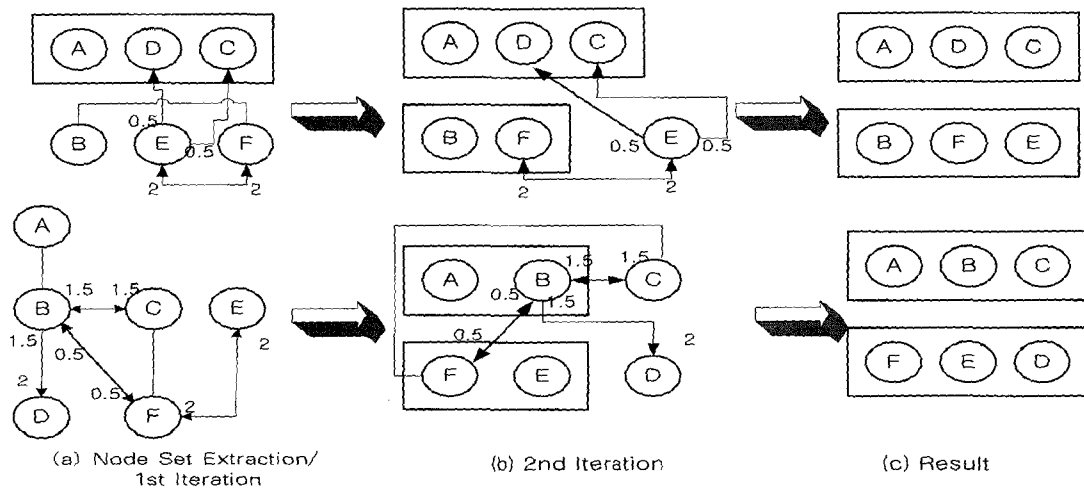 A D C
0.5
B E F
0.5
2 2
A D C
B F E
0.5 0.5
2 2
A D C
B F E
A
B 1.5 1.5 C E
1.5 0.5 2
2 0.5 2
D F
A B 1.5 1.5 C
0.5 1.5
0.5 2
F E D
A B C
F E D
(a) Node Set Extraction/
1st Iteration
(b) 2nd Iteration
(c) Result